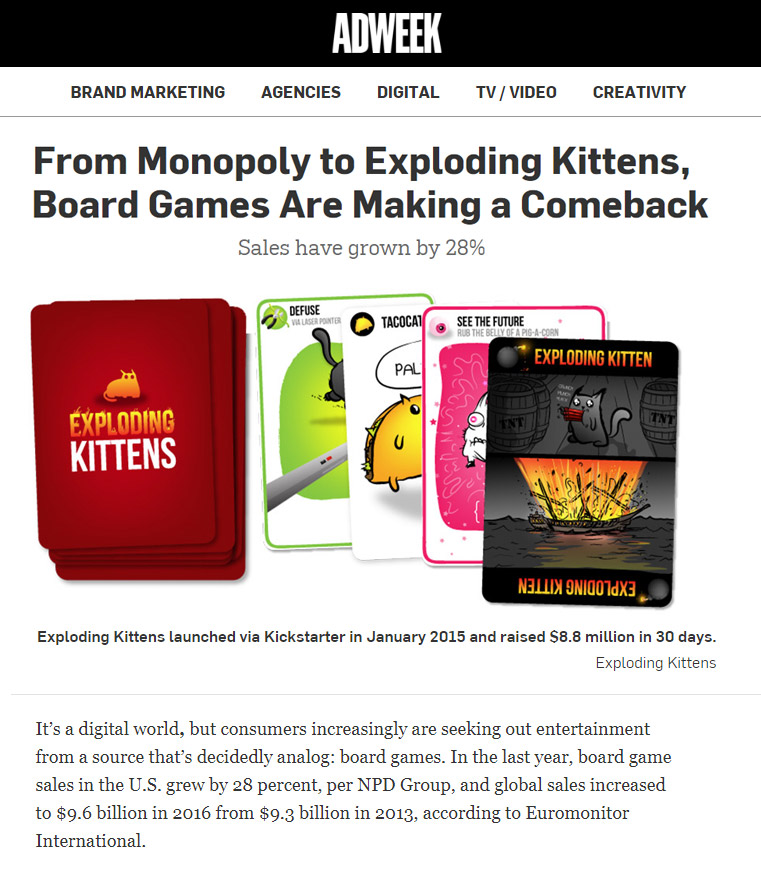 ADWEEK
BRAND MARKETING AGENCIES DIGITAL TV / VIDEO CREATIVITY
From Monopoly to Exploding Kittens,
Board Games Are Making a Comeback
Sales have grown by 28%
EXPLODING
KITTENS
DEFUSE
VIA LASER POINTER
TACOCAT
PAL
SEE THE FUTURE
RUB THE BELLY OF A PIG-A-CORN
EXPLODING KITTEN
TNT
TNT
EXPLODING KITTEN
Exploding Kittens launched via Kickstarter in January 2015 and raised $8.8 million in 30 days.
Exploding Kittens
It’s a digital world, but consumers increasingly are seeking out entertainment
from a source that’s decidedly analog: board games. In the last year, board game
sales in the U.S. grew by 28 percent, per NPD Group, and global sales increased
to $9.6 billion in 2016 from $9.3 billion in 2013, according to Euromonitor
International.